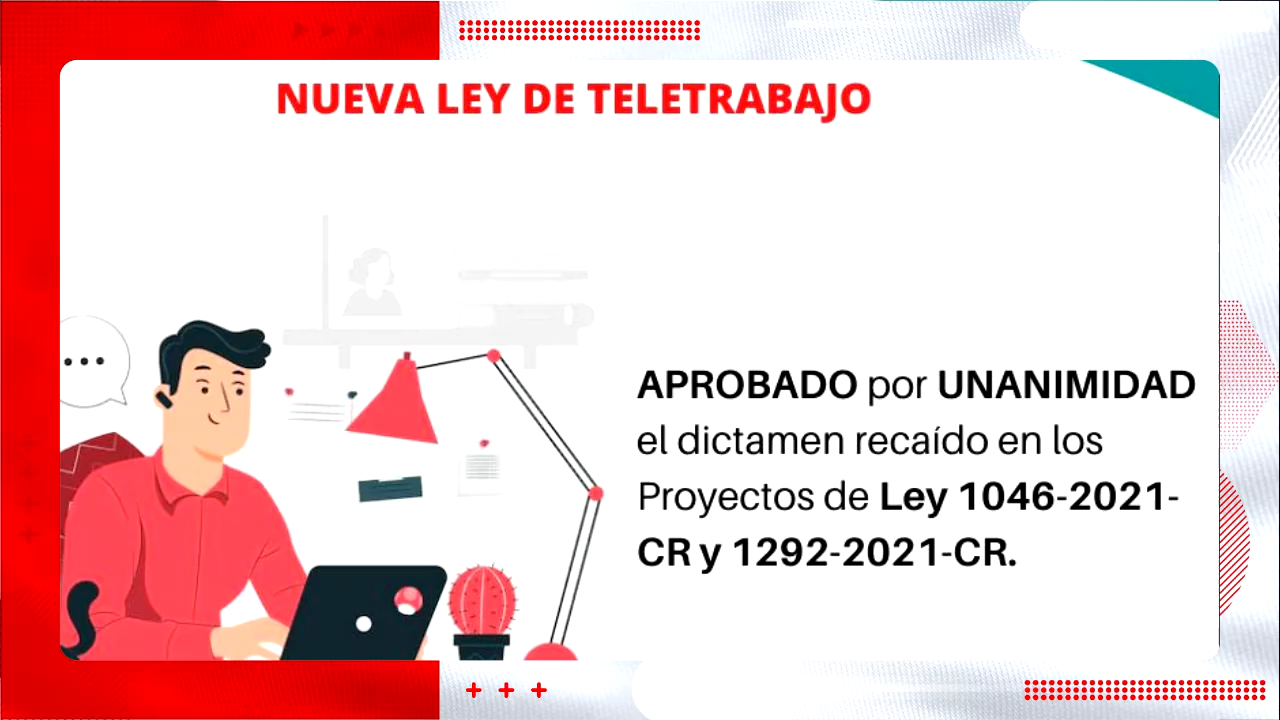 NUEVA LEY DE TELETRABAJO
APROBADO por UNANIMIDAD
el dictamen recaído en los
Proyectos de Ley 1046-2021-
CR y 1292-2021-CR.